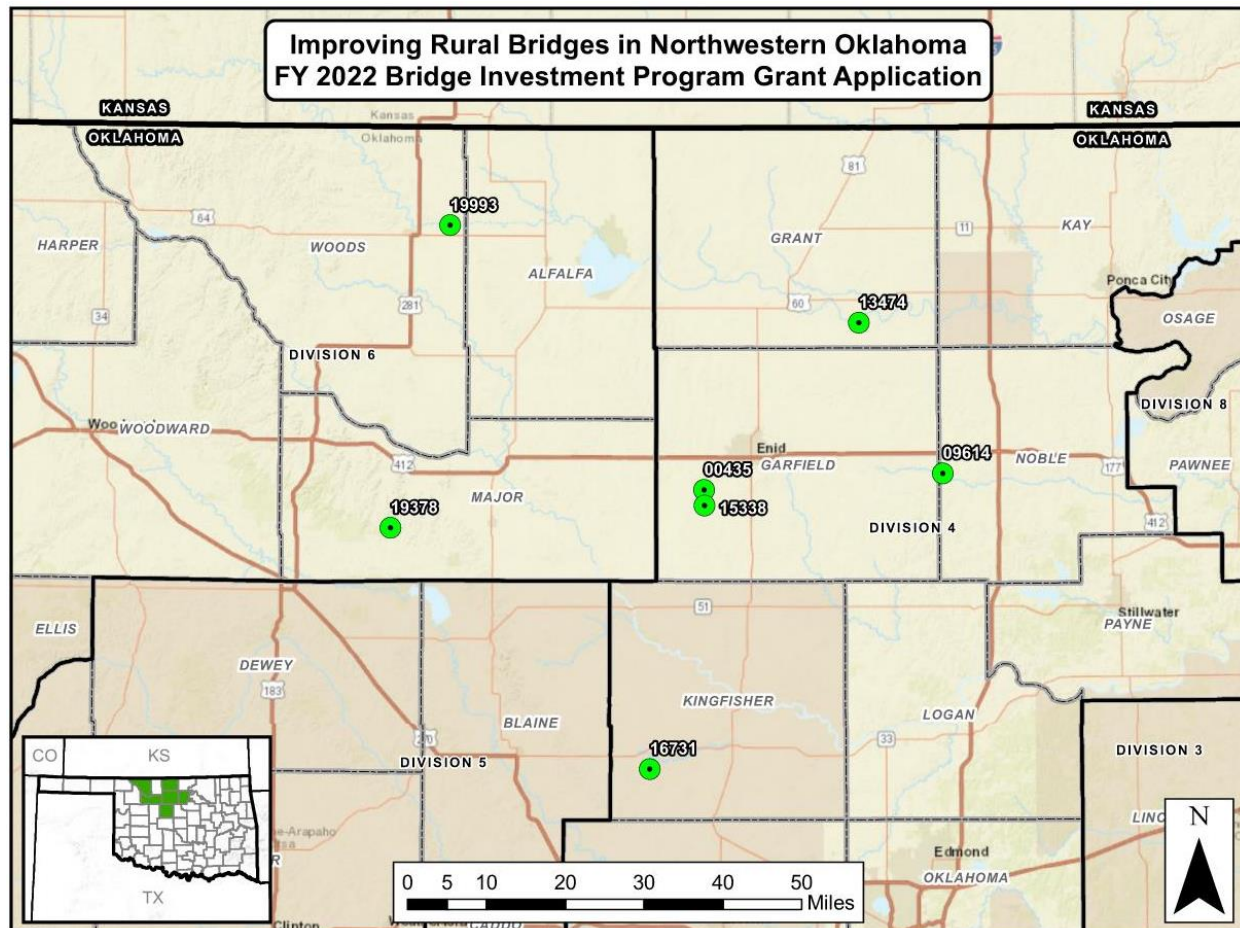 Improving Rural Bridges in Northwestern Oklahoma
FY 2022 Bridge Investment Program Grant Application
KANSAS
Kansas
KANSAS
OKLAHOMA
Oklahoma
OKLAHOMA
81
19993
64
WOODS
GRANT
11
KAY
HARPER
ALFALFA
Ponca City
281
60
34
13474
OSAGE
DIVISION 6
DIVISION 8
WOODWARD
Enid
09614
412
00435
GARFIELD
NOBLE
177
PAWNEE
MAJOR
19378
15338
DIVISION 4
412
51
Stillwater
ELLIS
PAYNE
DEWEY
183
KINGFISHER
BLAINE
LOGAN
270
33
CO
KS
DIVISION 5
16731
DIVISION 3
N
Edmond
OKLAHOMA
0 5 10 20 30 40 50
Miles
TX
Clinton